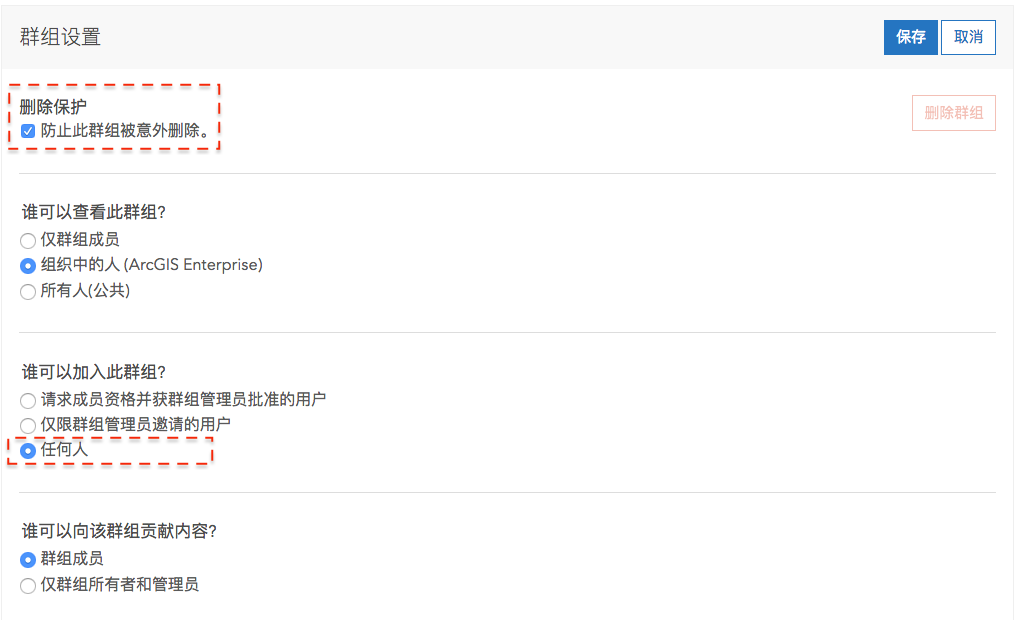 群组设置
保存
取消
删除保护
防止此群组被意外删除。
删除群组
谁可以查看此群组?
仅群组成员
组织中的人 (ArcGIS Enterprise)
所有人(公共)
谁可以加入此群组?
请求成员资格并获群组管理员批准的用户
仅限群组管理员邀请的用户
任何人
谁可以向该群组贡献内容?
群组成员
仅群组所有者和管理员